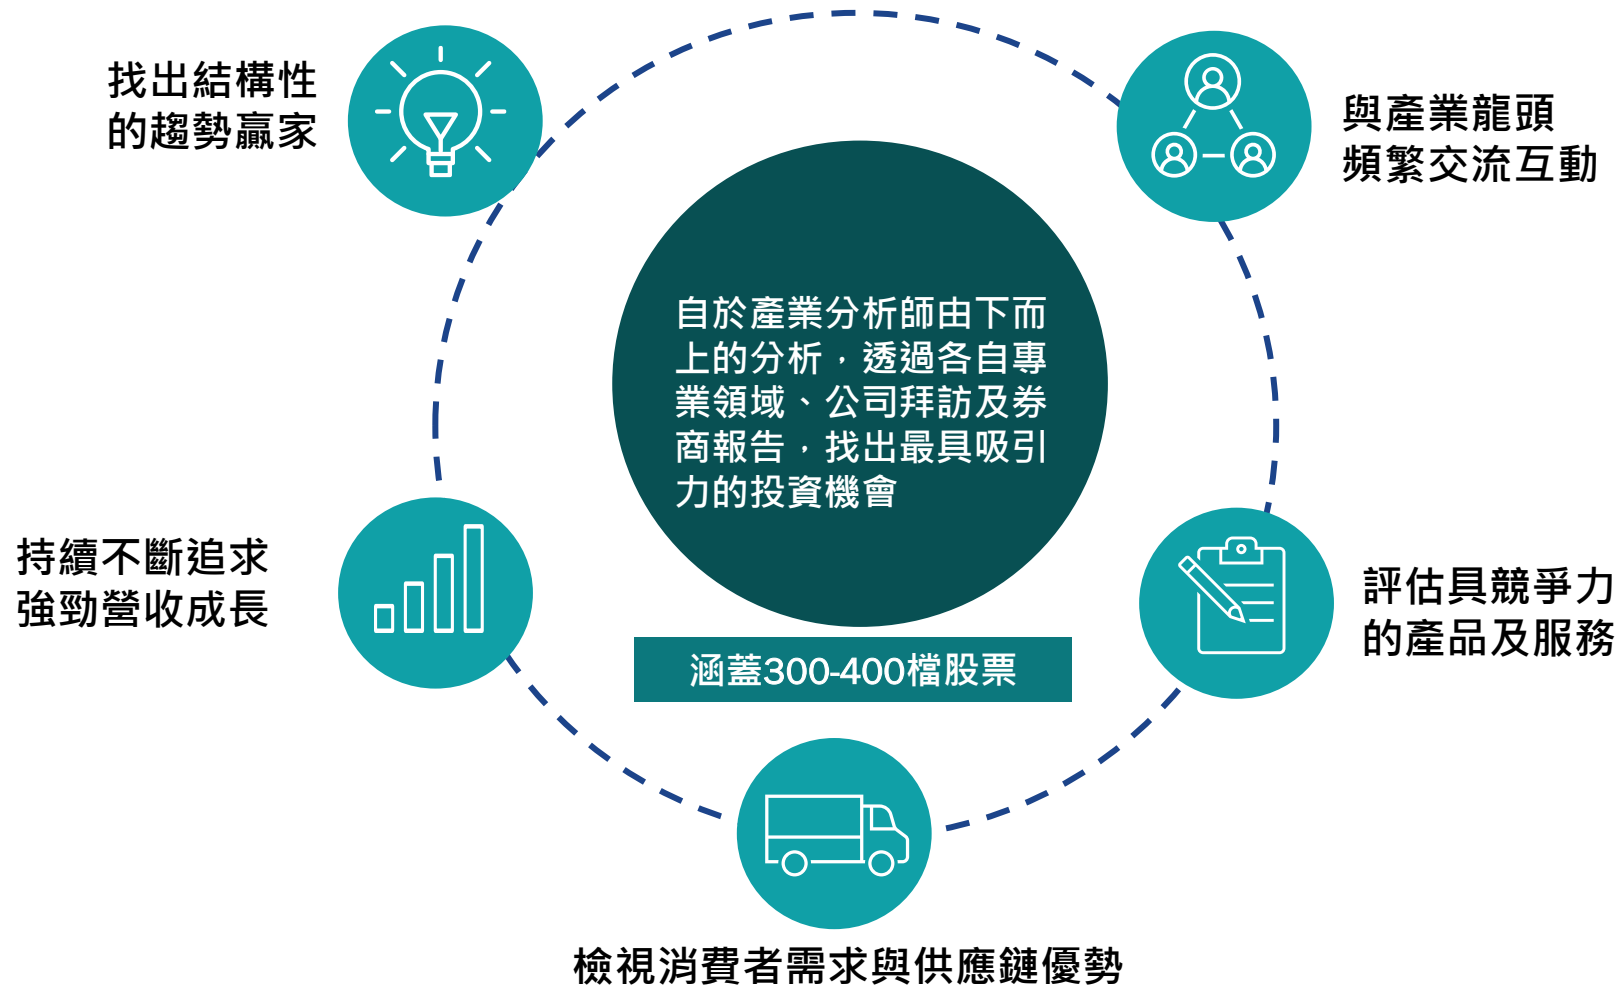 找出結構性
的趨勢贏家
與產業龍頭
頻繁交流互動
自於產業分析師由下而
上的分析，透過各自專
業領域、公司拜訪及券
商報告，找出最具吸引
力的投資機會
持續不斷追求
強勁營收成長
評估具競爭力
的產品及服務
涵蓋300-400檔股票
檢視消費者需求與供應鏈優勢